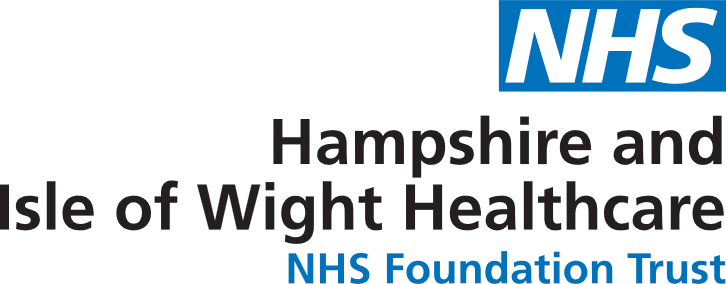 NHS
Hampshire and
Isle of Wight Healthcare
NHS Foundation Trust